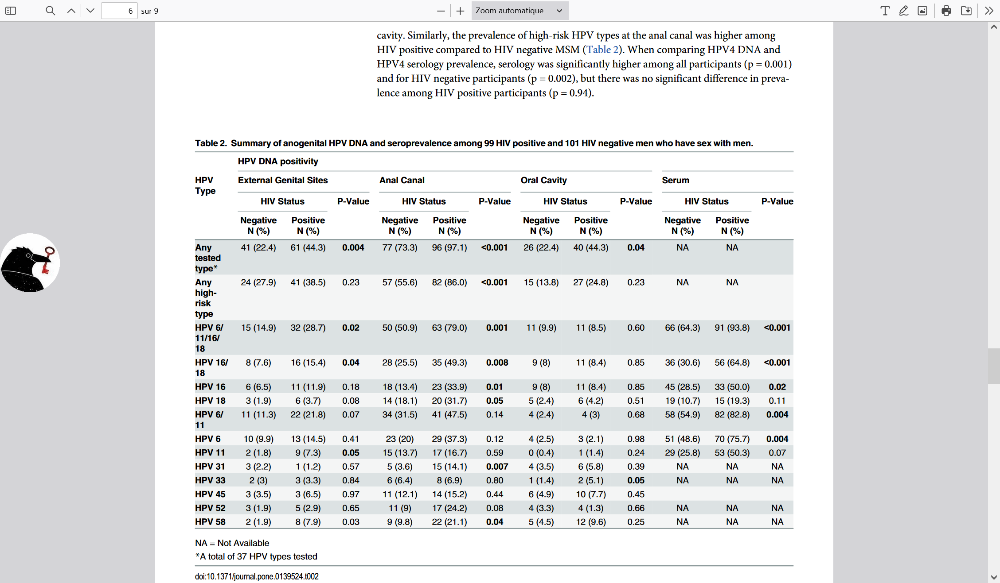 6 sur 9 Zoom automatique
cavity. Similarly, the prevalence of high-risk HPV types at the anal canal was higher among
HIV positive compared to HIV negative MSM (Table 2). When comparing HPV4 DNA and
HPV4 serology prevalence, serology was significantly higher among all participants (p = 0.001)
and for HIV negative participants (p = 0.002), but there was no significant difference in preva-
lence among HIV positive participants (p = 0.94).
Table 2. Summary of anogenital HPV DNA and seroprevalence among 99 HIV positive and 101 HIV negative men who have sex with men.
HPV DNA positivity
HPV External Genital Sites Anal Canal Oral Cavity Serum
Type
HIV Status P-Value HIV Status P-Value HIV Status P-Value HIV Status P-Value
Negative Positive Negative Positive Negative Positive Negative Positive
N (%) N (%) N (%) N (%) N (%) N (%) N (%) N (%)
Any 41 (22.4) 61 (44.3) 0.004 77 (73.3) 96 (97.1) <0.001 26 (22.4) 40 (44.3) 0.04 NA NA
tested
type*
Any 24 (27.9) 41 (38.5) 0.23 57 (55.6) 82 (86.0) <0.001 15 (13.8) 27 (24.8) 0.23 NA NA
high-
risk
type
HPV 6/ 15 (14.9) 32 (28.7) 0.02 50 (50.9) 63 (79.0) 0.001 11 (9.9) 11 (8.5) 0.60 66 (64.3) 91 (93.8) <0.001
11/16/
18
HPV 16/ 8 (7.6) 16 (15.4) 0.04 28 (25.5) 35 (49.3) 0.008 9 (8) 11 (8.4) 0.85 36 (30.6) 56 (64.8) <0.001
18
HPV 16 6 (6.5) 11 (11.9) 0.18 18 (13.4) 23 (33.9) 0.01 9 (8) 11 (8.4) 0.85 45 (28.5) 33 (50.0) 0.02
HPV 18 3 (1.9) 6 (3.7) 0.08 14 (18.1) 20 (31.7) 0.05 5 (2.4) 6 (4.2) 0.51 19 (10.7) 15 (19.3) 0.11
HPV 6/ 11 (11.3) 22 (21.8) 0.07 34 (31.5) 41 (47.5) 0.14 4 (2.4) 4 (3) 0.68 58 (54.9) 82 (82.8) 0.004
11
HPV 6 10 (9.9) 13 (14.5) 0.41 23 (20) 29 (37.3) 0.12 4 (2.5) 3 (2.1) 0.98 51 (48.6) 70 (75.7) 0.004
HPV 11 2 (1.8) 9 (7.3) 0.05 15 (13.7) 17 (16.7) 0.59 0 (0.4) 1 (1.4) 0.24 29 (25.8) 53 (50.3) 0.07
HPV 31 3 (2.2) 1 (1.2) 0.57 5 (3.6) 15 (14.1) 0.007 4 (3.5) 6 (5.8) 0.39 NA NA NA
HPV 33 2 (3) 3 (3.3) 0.84 6 (6.4) 8 (6.9) 0.80 1 (1.4) 2 (5.1) 0.05 NA NA NA
HPV 45 3 (3.5) 3 (6.5) 0.97 11 (12.1) 14 (15.2) 0.44 6 (4.9) 10 (7.7) 0.45
HPV 52 3 (1.9) 5 (2.9) 0.65 11 (9) 17 (24.2) 0.08 4 (3.3) 4 (1.3) 0.66 NA NA NA
HPV 58 2 (1.9) 8 (7.9) 0.03 9 (9.8) 22 (21.1) 0.04 5 (4.5) 12 (9.6) 0.25 NA NA NA
NA = Not Available
*A total of 37 HPV types tested
doi:10.1371/journal.pone.0139524.t002